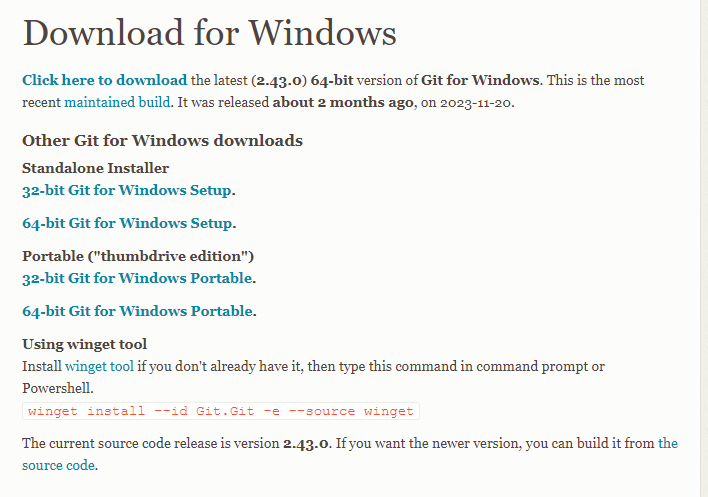 Download for Windows
Click here to download the latest (2.43.0) 64-bit version of Git for Windows. This is the most
recent maintained build. It was released about 2 months ago, on 2023-11-20.
Other Git for Windows downloads
Standalone Installer
32-bit Git for Windows Setup.
64-bit Git for Windows Setup.
Portable ("thumbdrive edition")
32-bit Git for Windows Portable.
64-bit Git for Windows Portable.
Using winget tool
Install winget tool if you don't already have it, then type this command in command prompt or
Powershell.
winget install --id Git.Git -e --source winget
The current source code release is version 2.43.0. If you want the newer version, you can build it from the
source code.